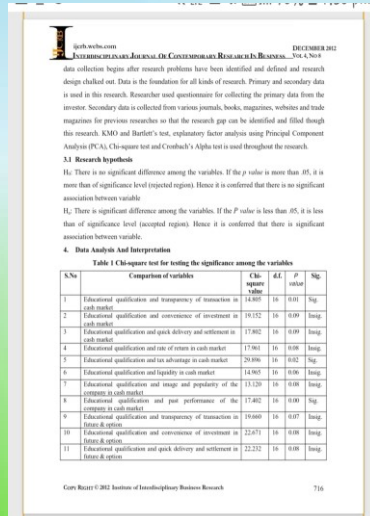 ijcrb.webs.com
DECEMBER 2012
INTERDISCIPLINARY JOURNAL OF CONTEMPORARY RESEARCH IN BUSINESS VOL 4, NO 8
data collection begins after research problems have been identified and defined and research
design chalked out. Data is the foundation for all kinds of research. Primary and secondary data
is used in this research. Researcher used questionnaire for collecting the primary data from the
investor. Secondary data is collected from various journals, books, magazines, websites and trade
magazines for previous researches so that the research gap can be identified and filled though
this research. KMO and Bartlett's test, explanatory factor analysis using Principal Component
Analysis (PCA), Chi-square test and Cronbach's Alpha test is used throughout the research.
3.1 Research hypothesis
H₀: There is no significant difference among the variables. If the p value is more than .05, it is
more than of significance level (rejected region). Hence it is conferred that there is no significant
association between variable
There is significant difference among the variables. If the P value is less than .05, it is less
than of significance level (accepted region). Hence it is conferred that there is significant
association between variable.
4. Data Analysis And Interpretation
Table 1 Chi-square test for testing the significance among the variables
S.No Comparison of variables Chi-square value d.f. P value Sig.
1 Educational qualification and transparency of transaction in cash market 14.805 16 0.01 Sig.
2 Educational qualification and convenience of investment in cash market 19.152 16 0.09 Insig.
3 Educational qualification and quick delivery and settlement in cash market 17.802 16 0.09 Insig.
4 Educational qualification and rate of return in cash market 17.961 16 0.08 Insig.
5 Educational qualification and tax advantage in cash market 29.896 16 0.02 Sig.
6 Educational qualification and liquidity in cash market 14.965 16 0.06 Insig.
7 Educational qualification and image and popularity of the company in cash market 13.120 16 0.08 Insig.
8 Educational qualification and past performance of the company in cash market 17.402 16 0.00 Sig.
9 Educational qualification and transparency of transaction in future & option 19.660 16 0.07 Insig.
10 Educational qualification and convenience of investment in future & option 22.671 16 0.08 Insig.
11 Educational qualification and quick delivery and settlement in future & option 22.232 16 0.08 Insig.
COPY RIGHT © 2012 Institute of Interdisciplinary Business Research
716